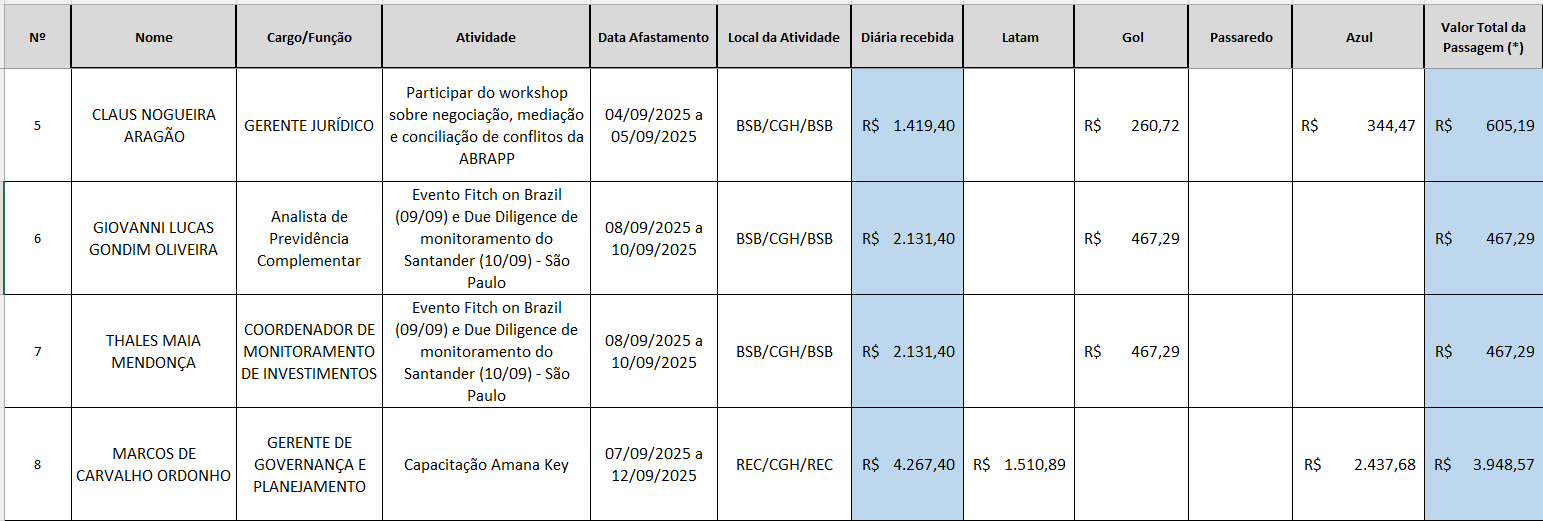 Nº Nome Cargo/Função Atividade Data Afastamento Local da Atividade Diária recebida Latam Gol Passaredo Azul Valor Total da
Passagem (*)
5
CLAUS NOGUEIRA
ARAGÃO
GERENTE JURÍDICO
Participar do workshop
sobre negociação, mediação
e conciliação de conflitos da
ABRAPP
04/09/2025 a
05/09/2025
BSB/CGH/BSB
R$ 1.419,40
R$ 260,72
R$ 344,47
R$ 605,19
6
GIOVANNI LUCAS
GONDIM OLIVEIRA
Analista de
Previdência
Complementar
Evento Fitch on Brazil
(09/09) e Due Diligence de
monitoramento do
Santander (10/09) - São
Paulo
08/09/2025 a
10/09/2025
BSB/CGH/BSB
R$ 2.131,40
R$ 467,29
R$ 467,29
7
THALES MAIA
MENDONÇA
COORDENADOR DE
MONITORAMENTO
DE INVESTIMENTOS
Evento Fitch on Brazil
(09/09) e Due Diligence de
monitoramento do
Santander (10/09) - São
Paulo
08/09/2025 a
10/09/2025
BSB/CGH/BSB
R$ 2.131,40
R$ 467,29
R$ 467,29
8
MARCOS DE
CARVALHO ORDONHO
GERENTE DE
GOVERNANÇA E
PLANEJAMENTO
Capacitação Amana Key
07/09/2025 a
12/09/2025
REC/CGH/REC
R$ 4.267,40
R$ 1.510,89
R$ 2.437,68
R$ 3.948,57